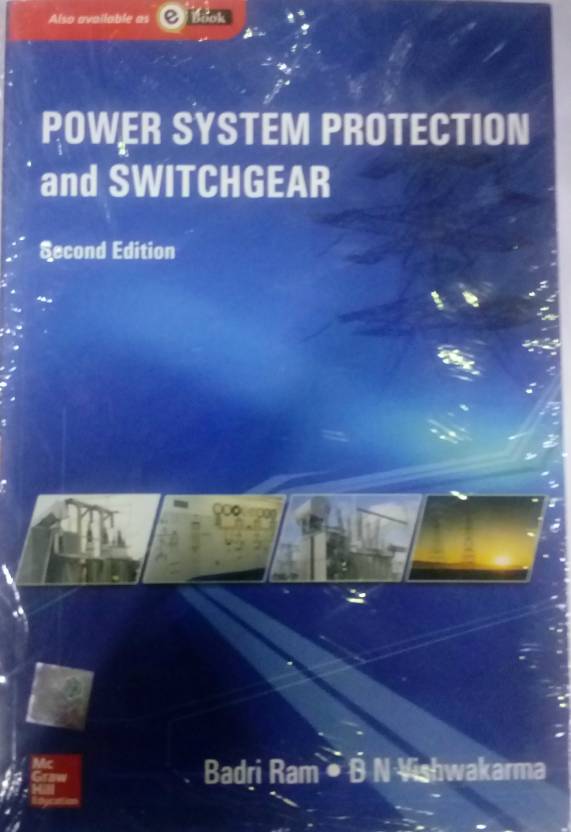 Also available as e Book
POWER SYSTEM PROTECTION
and SWITCHGEAR
Second Edition
Mc
Graw
Hill
Education
Badri Ram • D N Vishwakarma